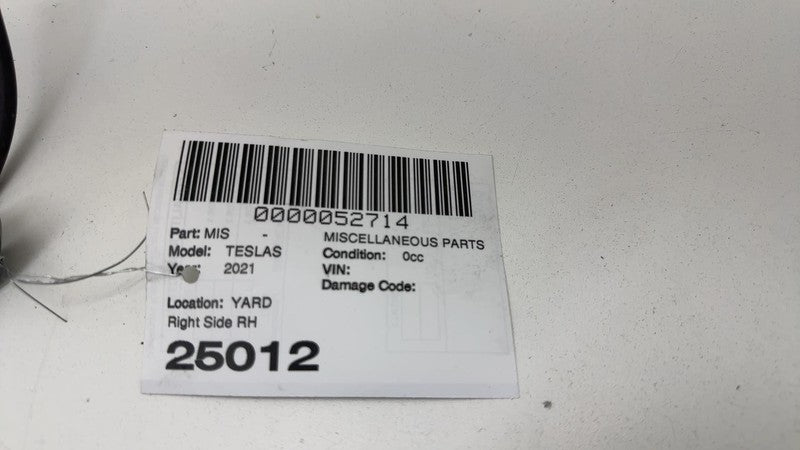 0000052714
Part: MIS - MISCELLANEOUS PARTS
Model: TESLAS Condition: 0cc
Year: 2021 VIN:
Damage Code:
Location: YARD
Right Side RH
25012